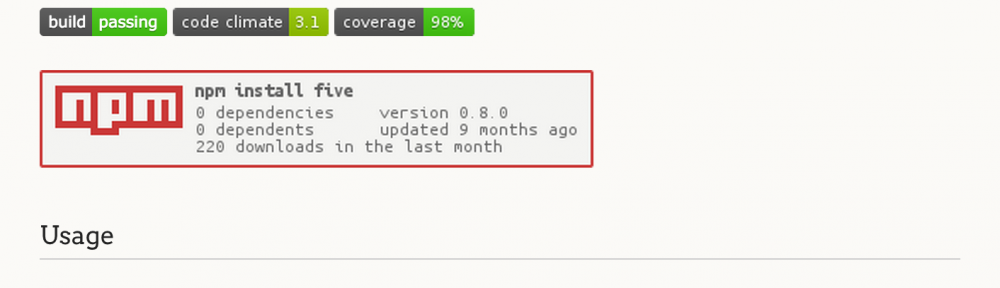 build passing code climate 3.1 coverage 98%
npm npm install five
0 dependencies version 0.8.0
0 dependents updated 9 months ago
220 downloads in the last month
Usage